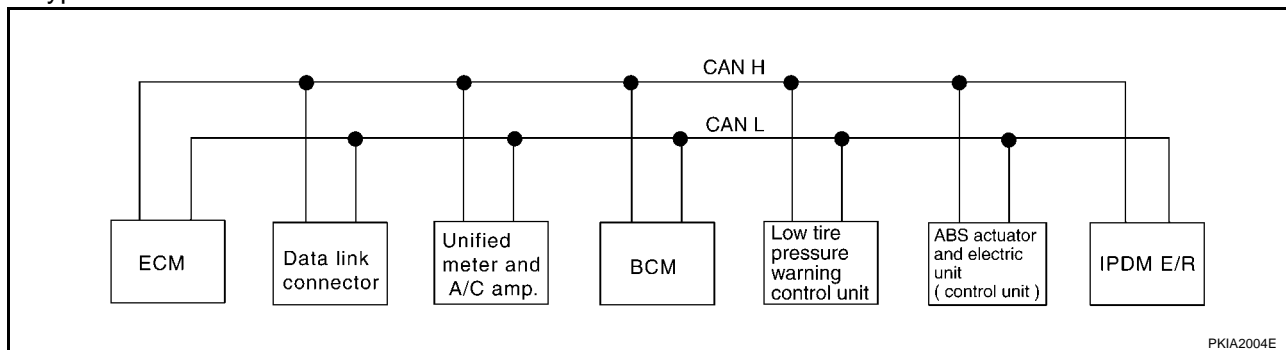 CAN H
CAN L
ECM
Data link
connector
Unified
meter and
A/C amp.
BCM
Low tire
pressure
warning
control unit
ABS actuator
and electric
unit
( control unit )
IPDM E/R
PKIA2004E